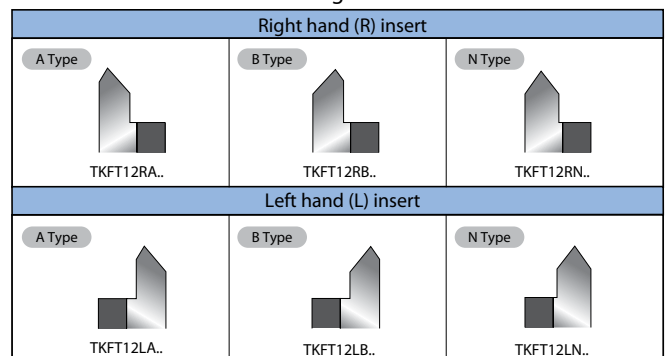 Right hand (R) insert
A Type
B Type
N Type
TKFT12RA..
TKFT12RB..
TKFT12RN..
Left hand (L) insert
A Type
B Type
N Type
TKFT12LA..
TKFT12LB..
TKFT12LN..